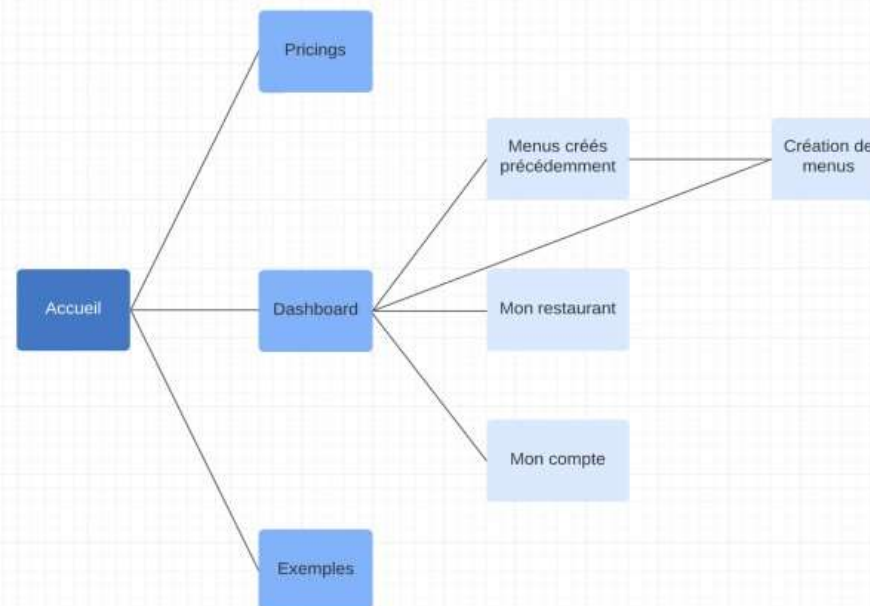 Pricings
Menus créés
précédemment
Création de
menus
Accueil
Dashboard
Mon restaurant
Mon compte
Exemples